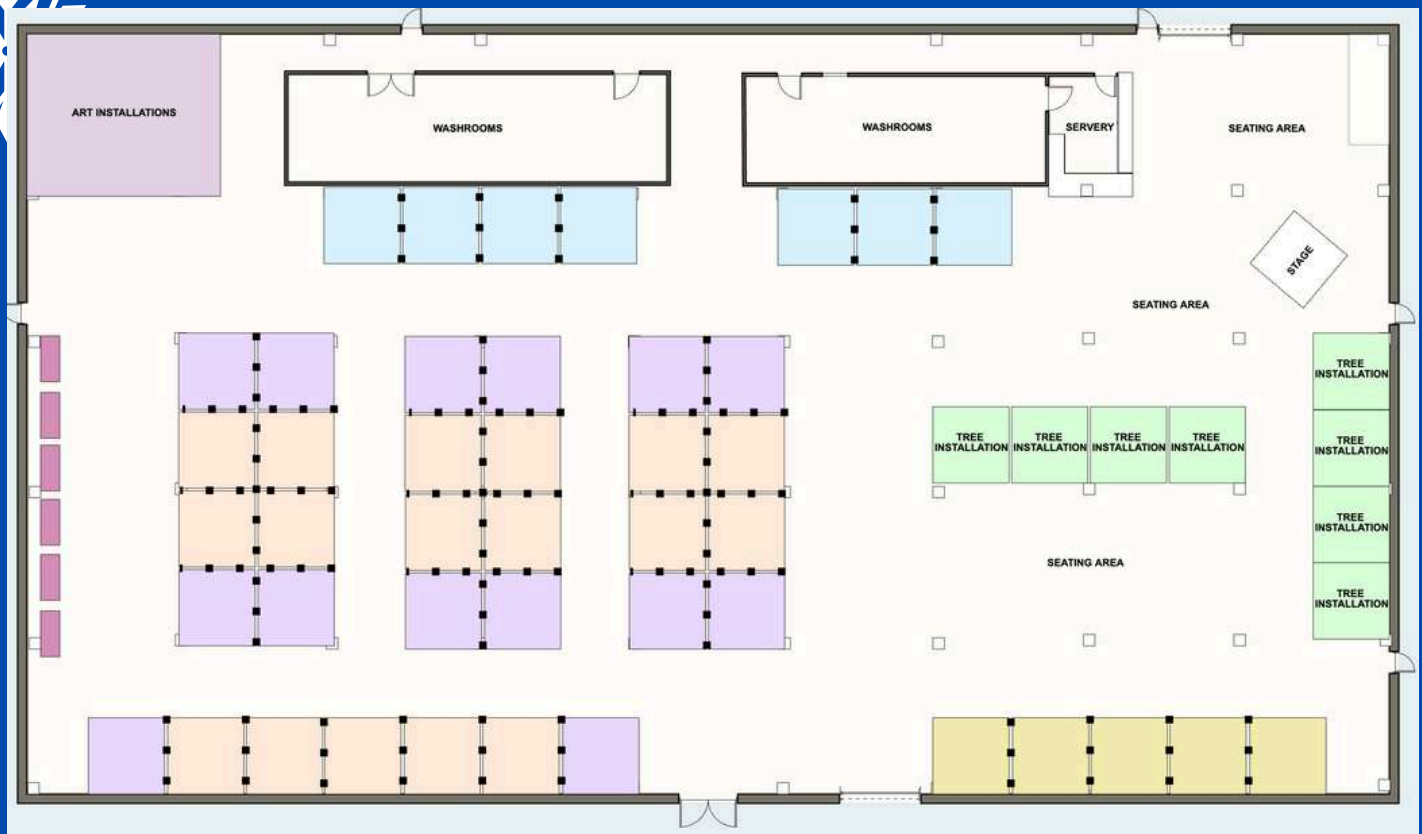 ART INSTALLATIONS
WASHROOMS
WASHROOMS
SERVERY
SEATING AREA
STAGE
SEATING AREA
TREE
INSTALLATION
TREE
INSTALLATION
TREE
INSTALLATION
TREE
INSTALLATION
TREE
INSTALLATION
TREE
INSTALLATION
TREE
INSTALLATION
SEATING AREA
TREE
INSTALLATION